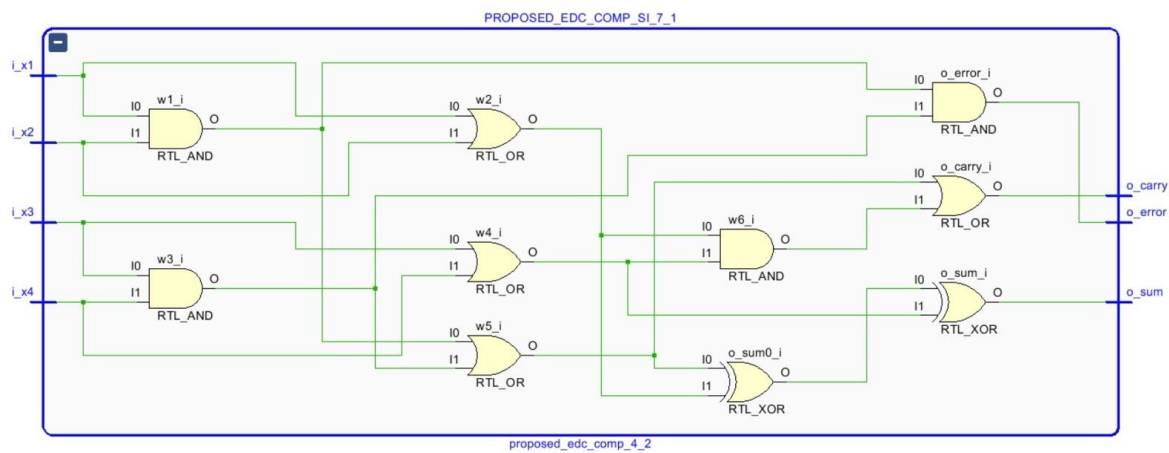 PROPOSED_EDC_COMP_SI_7_1
i_x1
i_x2
i_x3
i_x4
w1_i
I0
I1
O
RTL_AND
w3_i
I0
I1
O
RTL_AND
w2_i
I0
I1
O
RTL_OR
w4_i
I0
I1
O
RTL_OR
w5_i
I0
I1
O
RTL_OR
w6_i
I0
I1
O
RTL_AND
o_sum0_i
I0
I1
O
RTL_XOR
o_error_i
I0
I1
O
RTL_AND
o_carry_i
I0
I1
O
RTL_OR
o_sum_i
I0
I1
O
RTL_XOR
o_carry
o_error
o_sum
proposed_edc_comp_4_2